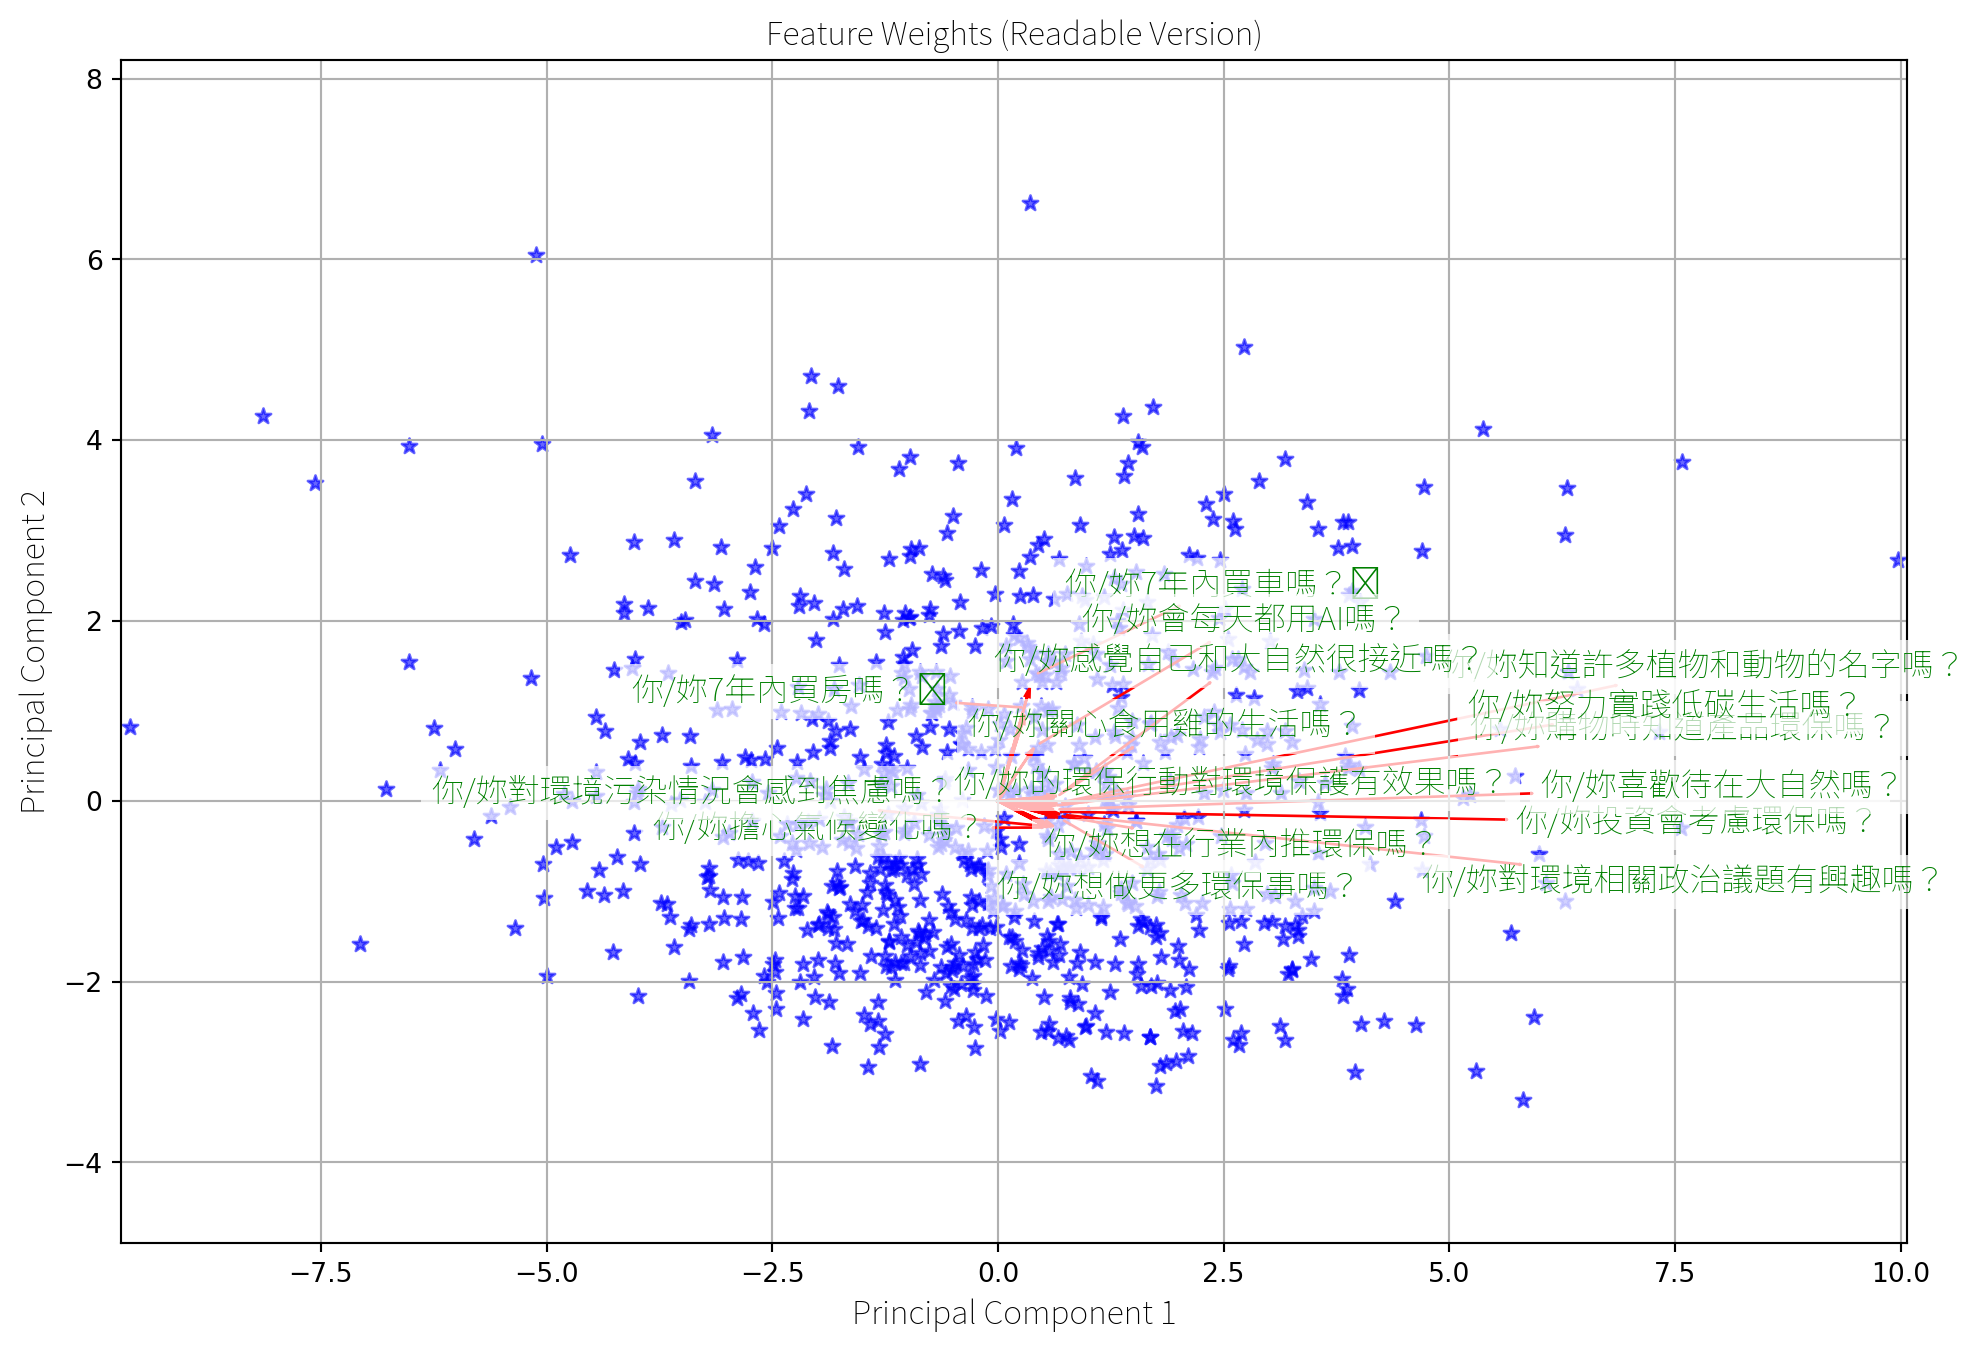 Feature Weights (Readable Version)
8
6
4
2
0
−2
−4
Principal Component 2
你/妳7年內買車嗎？
你/妳會每天都用AI嗎？
你/妳感覺自己和大自然很接近嗎？
你/妳知道許多植物和動物的名字嗎？
你/妳7年內買房嗎？
你/妳努力實踐低碳生活嗎？
你/妳關心食用雞的生活嗎？
你/妳購物時知道產品環保嗎？
你/妳的環保行動對環境保護有效果嗎？
你/妳喜歡待在大自然嗎？
你/妳對環境污染情況會感到焦慮嗎？
你/妳擔心氣候變化嗎？
你/妳投資會考慮環保嗎？
你/妳想在行業內推環保嗎？
你/妳想做更多環保事嗎？
你/妳對環境相關政治議題有興趣嗎？
−7.5
−5.0
−2.5
0.0
2.5
5.0
7.5
10.0
Principal Component 1